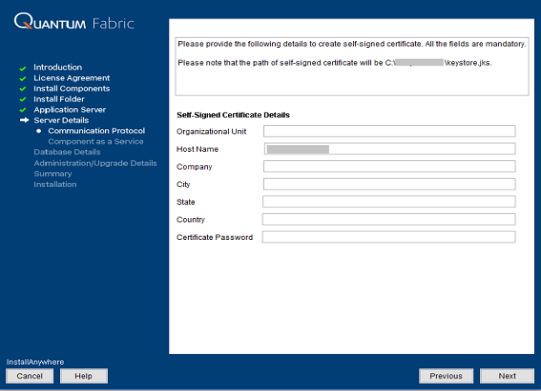 QUANTUM Fabric
Introduction
License Agreement
Install Components
Install Folder
Application Server
Server Details
Communication Protocol
Component as a Service
Database Details
Administration/Upgrade Details
Summary
Installation
Please provide the following details to create self-signed certificate. All the fields are mandatory.
Please note that the path of self-signed certificate will be C:\ \keystore.jks.
Self-Signed Certificate Details
Organizational Unit
Host Name
Company
City
State
Country
Certificate Password
InstallAnywhere
Cancel Help Previous Next